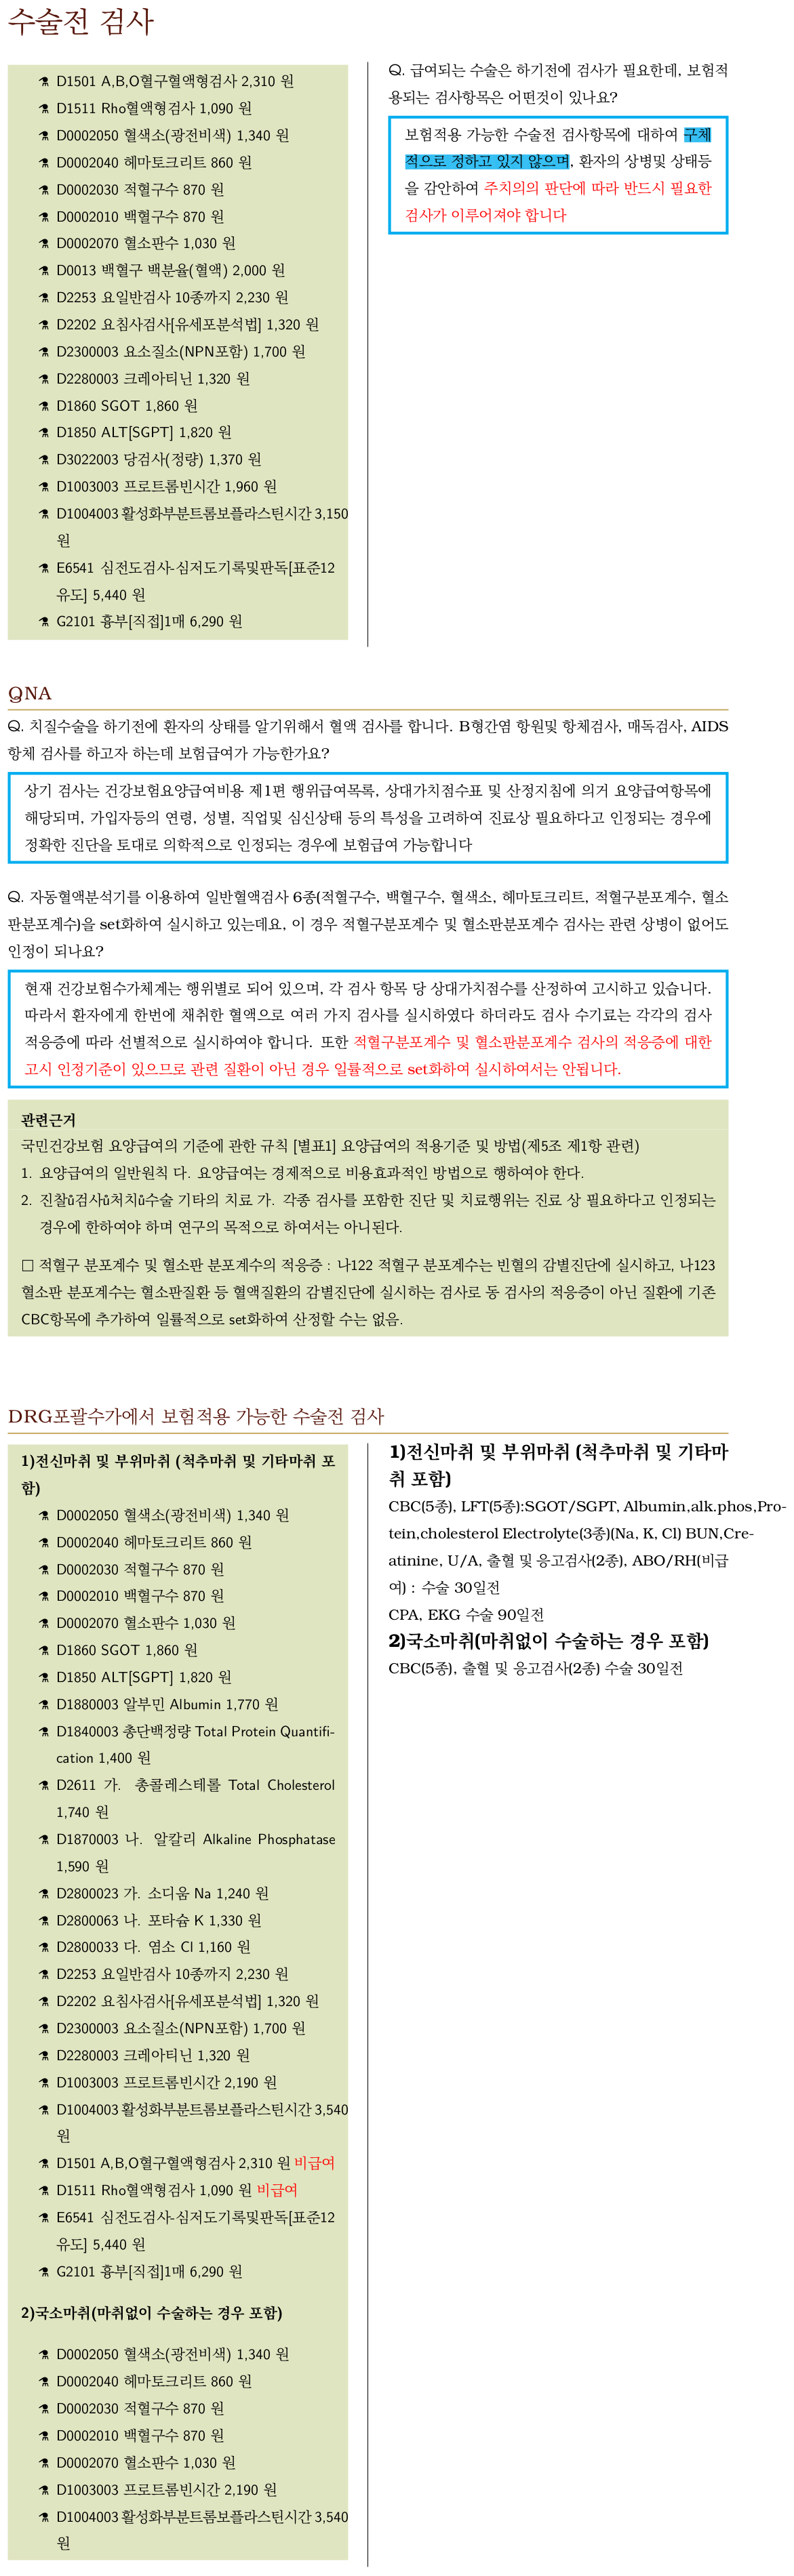 수술전 검사
D1501 A,B,O혈구혈액형검사 2,310 원
D1511 Rho혈액형검사 1,090 원
D0002050 혈색소(광전비색) 1,340 원
D0002040 헤마토크리트 860 원
D0002030 적혈구수 870 원
D0002010 백혈구수 870 원
D0002070 혈소판수 1,030 원
D0013 백혈구 백분율(혈액) 2,000 원
D2253 요일반검사 10종까지 2,230 원
D2202 요침사검사[유세포분석법] 1,320 원
D2300003 요소질소(NPN포함) 1,700 원
D2280003 크레아티닌 1,320 원
D1860 SGOT 1,860 원
D1850 ALT[SGPT] 1,820 원
D3022003 당검사(정량) 1,370 원
D1003003 프로트롬빈시간 1,960 원
D1004003 활성화부분트롬보플라스틴시간 3,150
원
E6541 심전도검사-심저도기록및판독[표준12
유도] 5,440 원
G2101 흉부[직접]1매 6,290 원
Q. 급여되는 수술은 하기전에 검사가 필요한데, 보험적
용되는 검사항목은 어떤것이 있나요?
보험적용 가능한 수술전 검사항목에 대하여 구체
적으로 정하고 있지 않으며, 환자의 상병및 상태등
을 감안하여 주치의의 판단에 따라 반드시 필요한
검사가 이루어져야 합니다
QNA
Q. 치질수술을 하기전에 환자의 상태를 알기위해서 혈액 검사를 합니다. B형간염 항원및 항체검사, 매독검사, AIDS
항체 검사를 하고자 하는데 보험급여가 가능한가요?
상기 검사는 건강보험요양급여비용 제1편 행위급여목록, 상대가치점수표 및 산정지침에 의거 요양급여항목에
해당되며, 가입자등의 연령, 성별, 직업및 심신상태 등의 특성을 고려하여 진료상 필요하다고 인정되는 경우에
정확한 진단을 토대로 의학적으로 인정되는 경우에 보험급여 가능합니다
Q. 자동혈액분석기를 이용하여 일반혈액검사 6종(적혈구수, 백혈구수, 혈색소, 헤마토크리트, 적혈구분포계수, 혈소
판분포계수)을 set화하여 실시하고 있는데요, 이 경우 적혈구분포계수 및 혈소판분포계수 검사는 관련 상병이 없어도
인정이 되나요?
현재 건강보험수가체계는 행위별로 되어 있으며, 각 검사 항목 당 상대가치점수를 산정하여 고시하고 있습니다.
따라서 환자에게 한번에 채취한 혈액으로 여러 가지 검사를 실시하였다 하더라도 검사 수기료는 각각의 검사
적응증에 따라 선별적으로 실시하여야 합니다. 또한 적혈구분포계수 및 혈소판분포계수 검사의 적응증에 대한
고시 인정기준이 있으므로 관련 질환이 아닌 경우 일률적으로 set화하여 실시하여서는 안됩니다.
관련근거
국민건강보험 요양급여의 기준에 관한 규칙 [별표1] 요양급여의 적용기준 및 방법(제5조 제1항 관련)
1. 요양급여의 일반원칙 다. 요양급여는 경제적으로 비용효과적인 방법으로 행하여야 한다.
2. 진찰ů검사ů처치ů수술 기타의 치료 가. 각종 검사를 포함한 진단 및 치료행위는 진료 상 필요하다고 인정되는
경우에 한하여야 하며 연구의 목적으로 하여서는 아니된다.
□ 적혈구 분포계수 및 혈소판 분포계수의 적응증 : 나122 적혈구 분포계수는 빈혈의 감별진단에 실시하고, 나123
혈소판 분포계수는 혈소판질환 등 혈액질환의 감별진단에 실시하는 검사로 동 검사의 적응증이 아닌 질환에 기존
CBC항목에 추가하여 일률적으로 set화하여 산정할 수는 없음.
DRG포괄수가에서 보험적용 가능한 수술전 검사
1)전신마취 및 부위마취 (척추마취 및 기타마취 포
함)
D0002050 혈색소(광전비색) 1,340 원
D0002040 헤마토크리트 860 원
D0002030 적혈구수 870 원
D0002010 백혈구수 870 원
D0002070 혈소판수 1,030 원
D1860 SGOT 1,860 원
D1850 ALT[SGPT] 1,820 원
D1880003 알부민 Albumin 1,770 원
D1840003 총단백정량 Total Protein Quantifi-
cation 1,400 원
D2611 가. 총콜레스테롤 Total Cholesterol
1,740 원
D1870003 나. 알칼리 Alkaline Phosphatase
1,590 원
D2800023 가. 소디움 Na 1,240 원
D2800063 나. 포타슘 K 1,330 원
D2800033 다. 염소 Cl 1,160 원
D2253 요일반검사 10종까지 2,230 원
D2202 요침사검사[유세포분석법] 1,320 원
D2300003 요소질소(NPN포함) 1,700 원
D2280003 크레아티닌 1,320 원
D1003003 프로트롬빈시간 2,190 원
D1004003 활성화부분트롬보플라스틴시간 3,540
원
D1501 A,B,O혈구혈액형검사 2,310 원 비급여
D1511 Rho혈액형검사 1,090 원 비급여
E6541 심전도검사-심저도기록및판독[표준12
유도] 5,440 원
G2101 흉부[직접]1매 6,290 원
2)국소마취(마취없이 수술하는 경우 포함)
D0002050 혈색소(광전비색) 1,340 원
D0002040 헤마토크리트 860 원
D0002030 적혈구수 870 원
D0002010 백혈구수 870 원
D0002070 혈소판수 1,030 원
D1003003 프로트롬빈시간 2,190 원
D1004003 활성화부분트롬보플라스틴시간 3,540
원
1)전신마취 및 부위마취 (척추마취 및 기타마
취 포함)
CBC(5종), LFT(5종):SGOT/SGPT, Albumin,alk.phos,Pro-
tein,cholesterol Electrolyte(3종)(Na, K, Cl) BUN,Cre-
atinine, U/A, 출혈 및 응고검사(2종), ABO/RH(비급
여) : 수술 30일전
CPA, EKG 수술 90일전
2)국소마취(마취없이 수술하는 경우 포함)
CBC(5종), 출혈 및 응고검사(2종) 수술 30일전